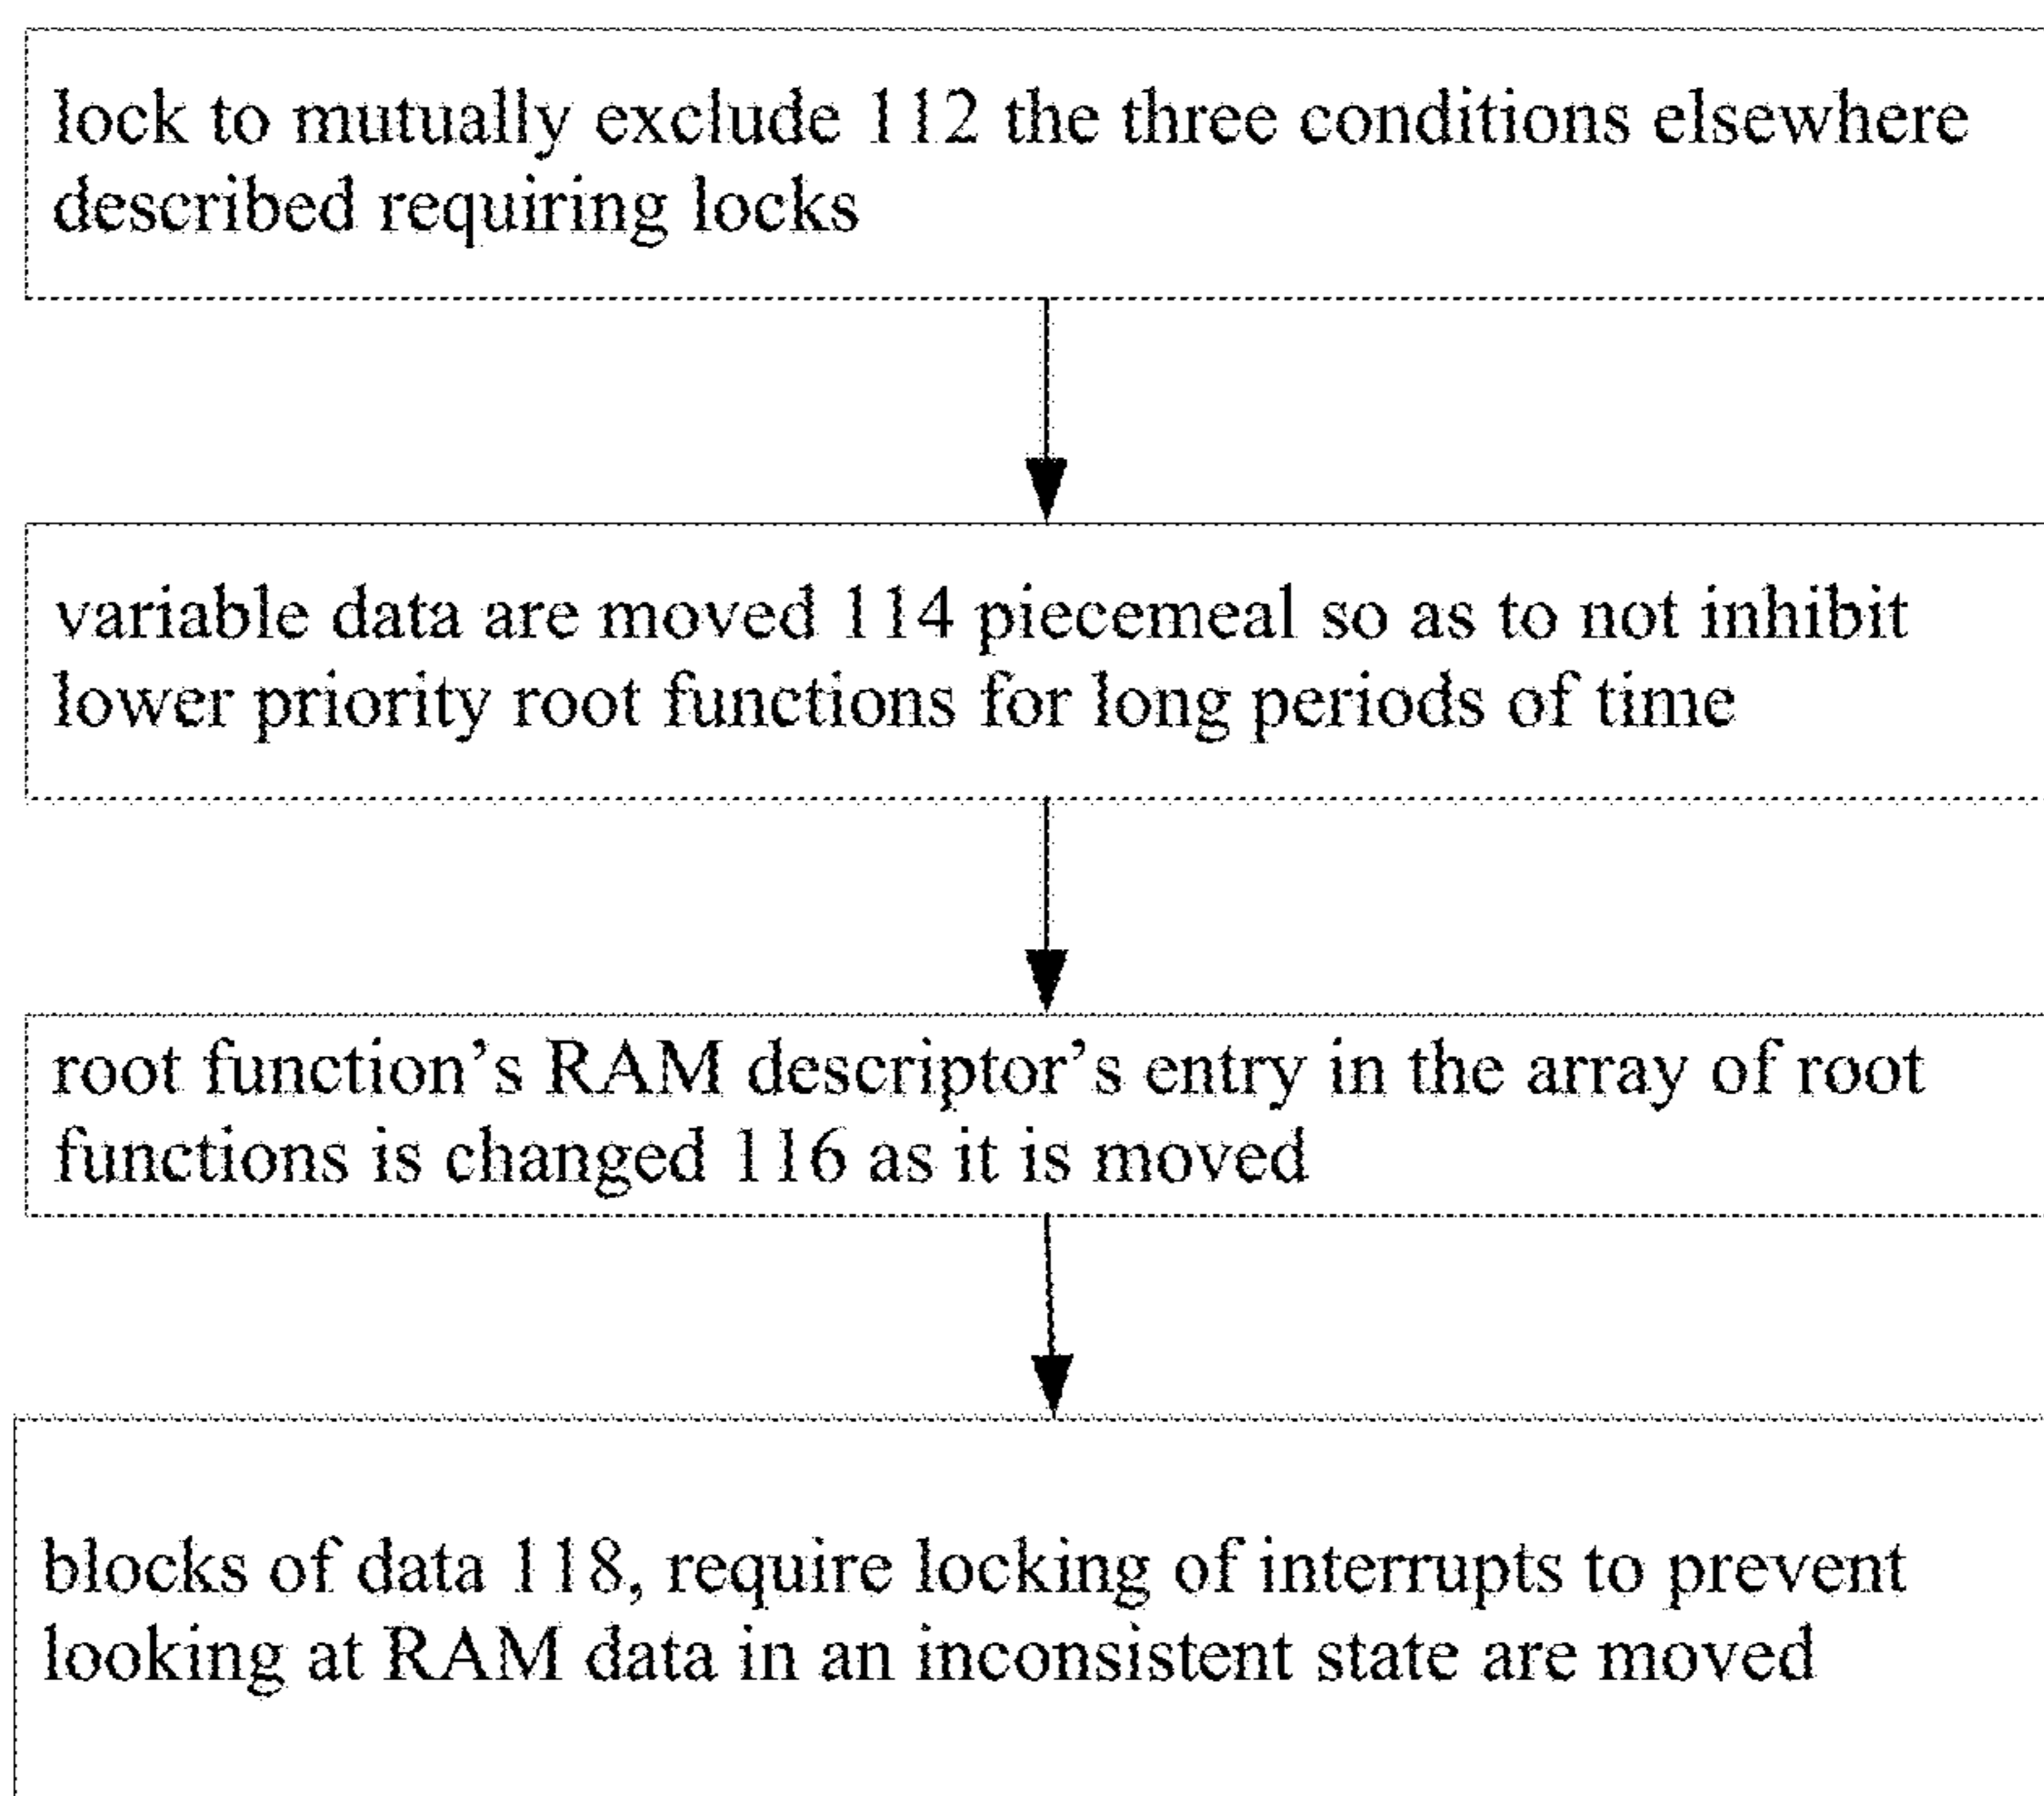 lock to mutually exclude 112 the three conditions elsewhere
described requiring locks
variable data are moved 114 piecemeal so as to not inhibit
lower priority root functions for long periods of time
root function's RAM descriptor's entry in the array of root
functions is changed 116 as it is moved
blocks of data 118, require locking of interrupts to prevent
looking at RAM data in an inconsistent state are moved